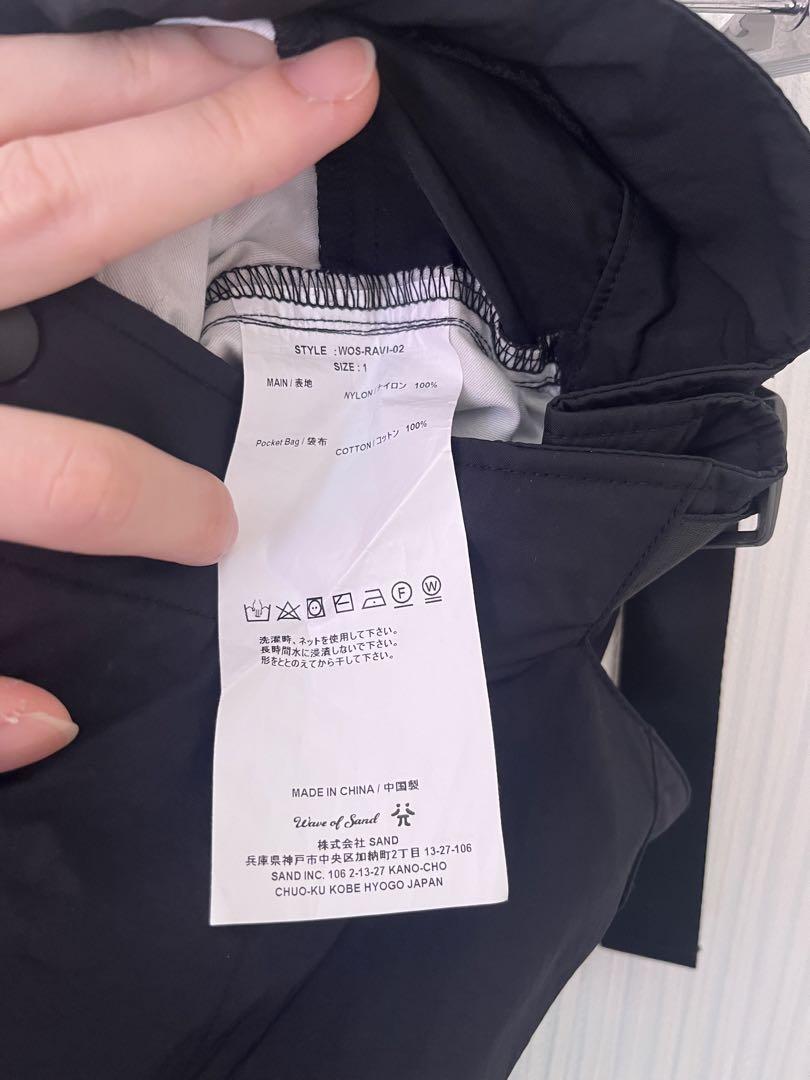 STYLE :WOS-RAVI-02
SIZE : 1
MAIN / 表地 NYLON / ナイロン 100%
Pocket Bag / 袋布 COTTON / コットン 100%
F W
洗濯時、ネットを使用して下さい。
長時間水に浸漬しないで下さい。
形をととのえてから干して下さい。
MADE IN CHINA / 中国製
Wave of Sand
株式会社 SAND
兵庫県神戸市中央区加納町2丁目 13-27-106
SAND INC. 106 2-13-27 KANO-CHO
CHUO-KU KOBE HYOGO JAPAN